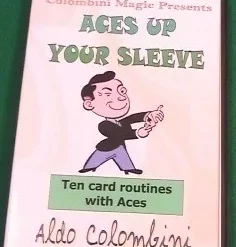 Colombini Magic Presents
ACES UP
YOUR SLEEVE
Ten card routines
with Aces
Aldo Colombini